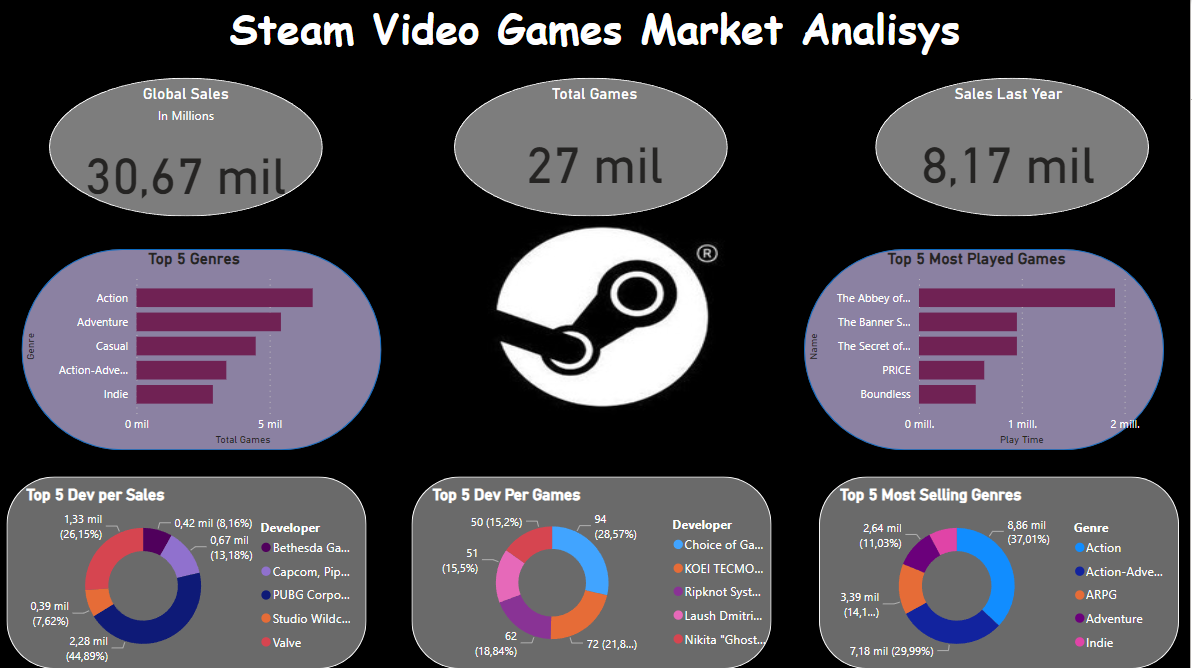 Steam Video Games Market Analisys
Global Sales
In Millions
30,67 mil
Total Games
27 mil
Sales Last Year
8,17 mil
Top 5 Genres
Genre
Action
Adventure
Casual
Action-Adve...
Indie
0 mil
5 mil
Total Games
®
Top 5 Most Played Games
Name
The Abbey of...
The Banner S...
The Secret of...
PRICE
Boundless
0 mill.
1 mill.
2 mill.
Play Time
Top 5 Dev per Sales
1,33 mil
(26,15%)
0,42 mil (8,16%)
0,67 mil
(13,18%)
0,39 mil
(7,62%)
2,28 mil
(44,89%)
Developer
Bethesda Ga...
Capcom, Pip...
PUBG Corpo...
Studio Wildc...
Valve
Top 5 Dev Per Games
50 (15,2%)
94
(28,57%)
51
(15,5%)
62
(18,84%)
72 (21,8...)
Developer
Choice of Ga...
KOEI TECMO...
Ripknot Syst...
Laush Dmitri...
Nikita "Ghost...
Top 5 Most Selling Genres
2,64 mil
(11,03%)
8,86 mil
(37,01%)
3,39 mil
(14,1...)
7,18 mil (29,99%)
Genre
Action
Action-Adve...
ARPG
Adventure
Indie